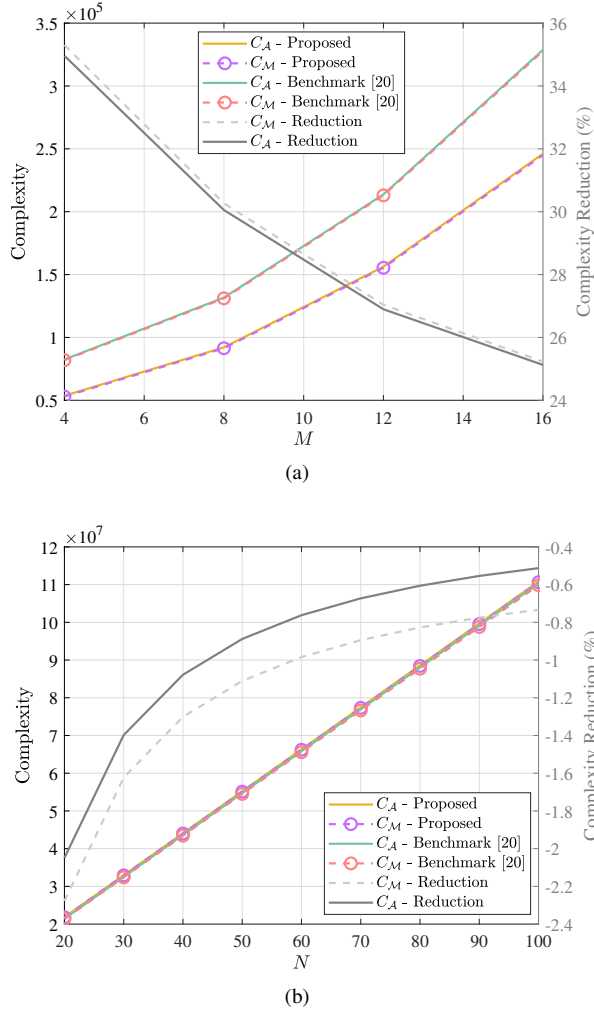 ×10⁵
3.5
3
2.5
2
1.5
1
0.5
Complexity
36
34
32
30
28
26
24
Complexity Reduction (%)
C_A - Proposed
C_M - Proposed
C_A - Benchmark [20]
C_M - Benchmark [20]
C_M - Reduction
C_A - Reduction
4 6 8 10 12 14 16
M
(a)
×10⁷
12
11
10
9
8
7
6
5
4
3
2
Complexity
-0.4
-0.6
-0.8
-1
-1.2
-1.4
-1.6
-1.8
-2
-2.2
-2.4
Complexity Reduction (%)
C_A - Proposed
C_M - Proposed
C_A - Benchmark [20]
C_M - Benchmark [20]
C_M - Reduction
C_A - Reduction
20 30 40 50 60 70 80 90 100
N
(b)